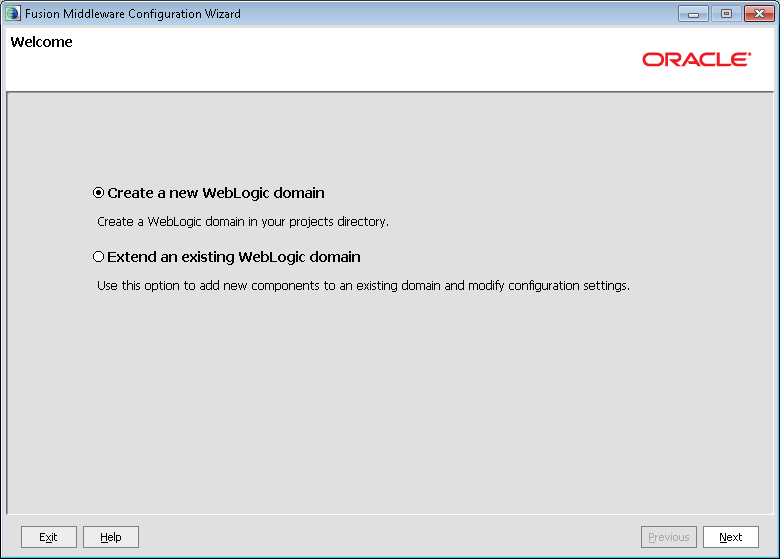 Fusion Middleware Configuration Wizard
Welcome
ORACLE
Create a new WebLogic domain
Create a WebLogic domain in your projects directory.
Extend an existing WebLogic domain
Use this option to add new components to an existing domain and modify configuration settings.
Exit Help Previous Next